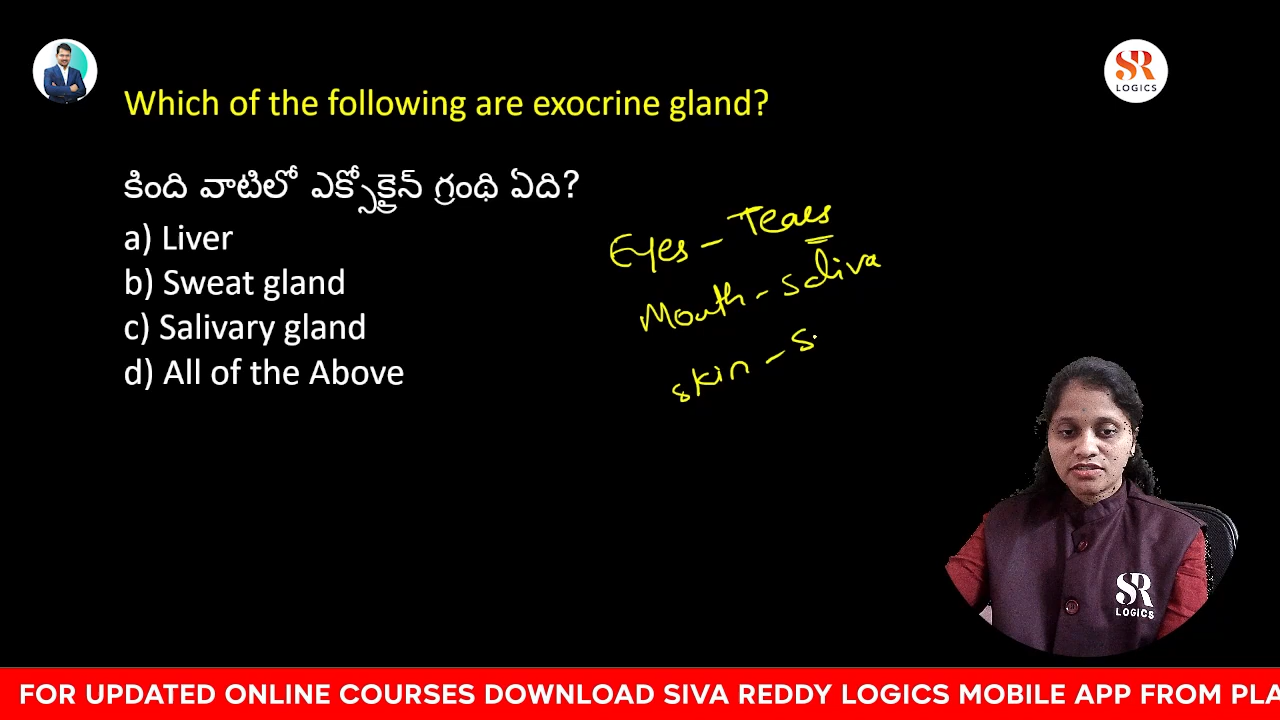 SR
LOGICS
Which of the following are exocrine gland?
కింది వాటిలో ఎక్సోక్రైన్ గ్రంథి ఏది?
a) Liver
b) Sweat gland
c) Salivary gland
d) All of the Above
Eyes - Tears
Mouth - Saliva
Skin - S
SR
LOGICS
FOR UPDATED ONLINE COURSES DOWNLOAD SIVA REDDY LOGICS MOBILE APP FROM PLA